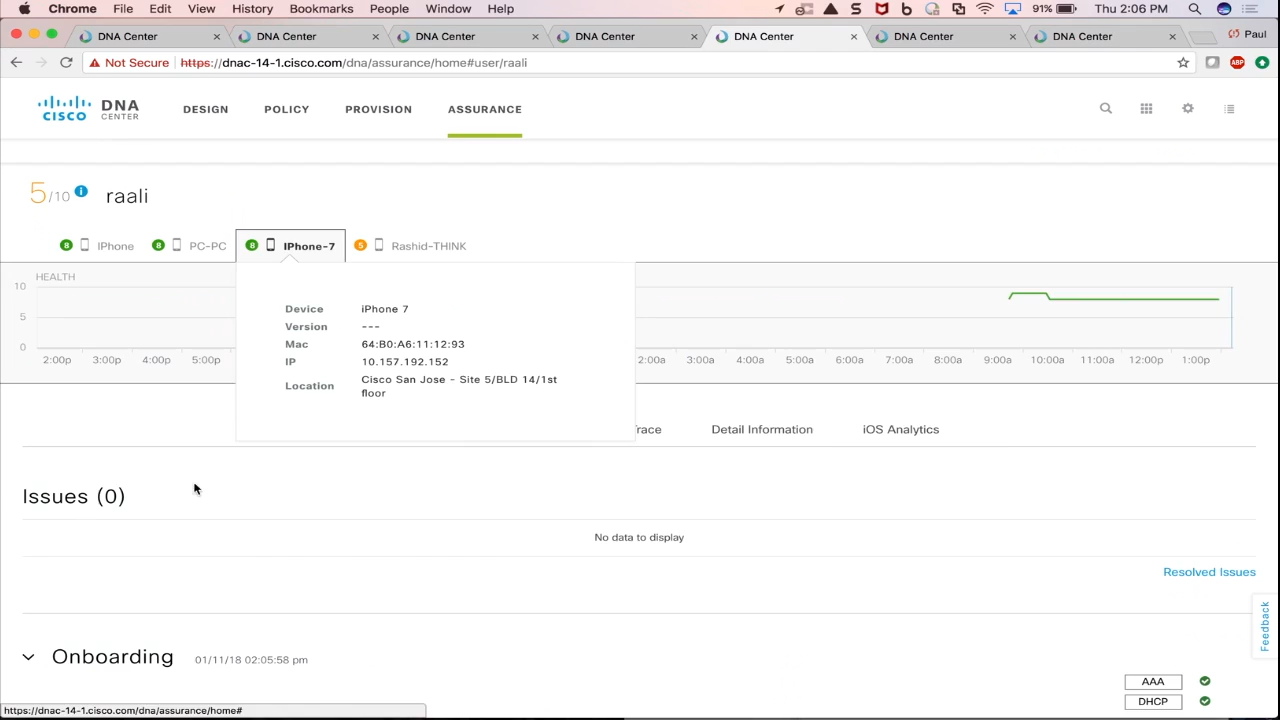 Chrome File Edit View History Bookmarks People Window Help 91% Thu 2:06 PM
DNA Center DNA Center DNA Center DNA Center DNA Center DNA Center DNA Center Paul
Not Secure https://dnac-14-1.cisco.com/dna/assurance/home#user/raali ABP
CISCO DNA CENTER DESIGN POLICY PROVISION ASSURANCE
5/10 i raali
8 IPhone 8 PC-PC 8 IPhone-7 5 Rashid-THINK
HEALTH
10
5
0
2:00p 3:00p 4:00p 5:00p 2:00a 3:00a 4:00a 5:00a 6:00a 7:00a 8:00a 9:00a 10:00a 11:00a 12:00p 1:00p
Device iPhone 7
Version ---
Mac 64:B0:A6:11:12:93
IP 10.157.192.152
Location Cisco San Jose - Site 5/BLD 14/1st
floor
race Detail Information iOS Analytics
Issues (0)
No data to display
Resolved Issues
Feedback
Onboarding 01/11/18 02:05:58 pm
AAA
DHCP
https://dnac-14-1.cisco.com/dna/assurance/home#